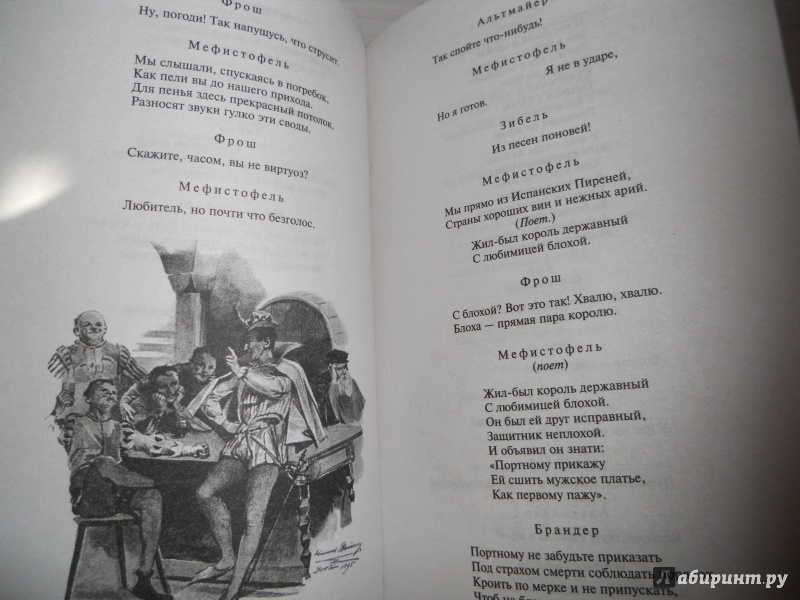 Фрош
Ну, погоди! Так напущусь, что струсит.
Мефистофель
Мы слышали, спускаясь в погребок,
Как пели вы до нашего прихода.
Для пенья здесь прекрасный потолок.
Разносят звуки гулко эти своды.
Фрош
Скажите, часом, вы не виртуоз?
Мефистофель
Любитель, но почти что безголос.
Альтмайер
Так спойте что-нибудь!
Мефистофель
Я не в ударе,
Но я готов.
Зибель
Из песен поновей!
Мефистофель
Мы прямо из Испанских Пиреней,
Страны хороших вин и нежных арий.
(Поет.)
Жил-был король державный
С любимицей блохой.
Фрош
С блохой? Вот это так! Хвалю, хвалю.
Блоха — прямая пара королю.
Мефистофель
(поет)
Жил-был король державный
С любимицей блохой.
Он был ей друг исправный,
Защитник неплохой.
И объявил он знати:
«Портному прикажу
Ей сшить мужское платье,
Как первому пажу».
Брандер
Портному не забудьте приказать
Под страхом смерти соблюдать порядок,
Кроить по мерке и не припускать,
Чтоб на
Лабиринт.ру